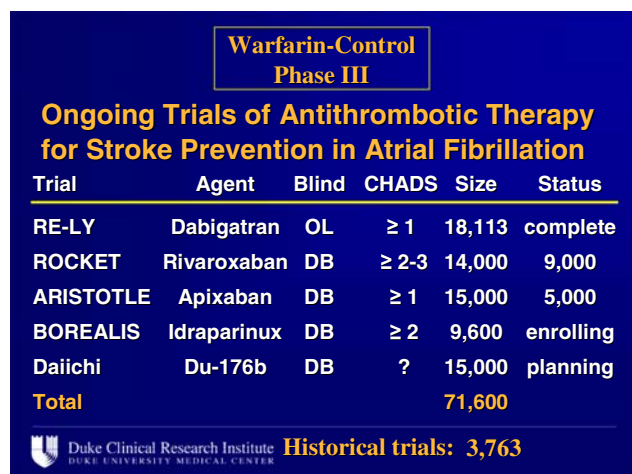 Warfarin-Control
Phase III
Ongoing Trials of Antithrombotic Therapy
for Stroke Prevention in Atrial Fibrillation
Trial Agent Blind CHADS Size Status
RE-LY Dabigatran OL ≥ 1 18,113 complete
ROCKET Rivaroxaban DB ≥ 2-3 14,000 9,000
ARISTOTLE Apixaban DB ≥ 1 15,000 5,000
BOREALIS Idraparinux DB ≥ 2 9,600 enrolling
Daiichi Du-176b DB ? 15,000 planning
Total 71,600
Duke Clinical Research Institute Historical trials: 3,763
DUKE UNIVERSITY MEDICAL CENTER